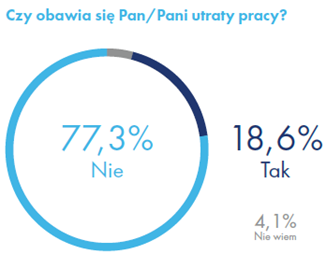 Czy obawia się Pan/Pani utraty pracy?
77,3%
Nie
18,6%
Tak
4,1%
Nie wiem